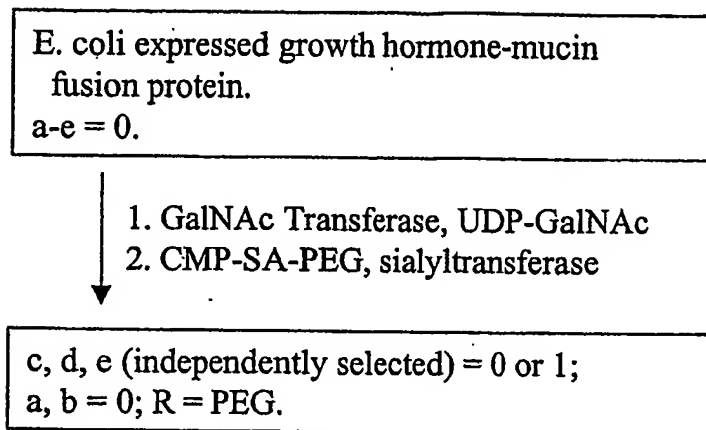 E. coli expressed growth hormone-mucin
fusion protein.
a-e = 0.
1. GalNAc Transferase, UDP-GalNAc
2. CMP-SA-PEG, sialyltransferase
c, d, e (independently selected) = 0 or 1;
a, b = 0; R = PEG.